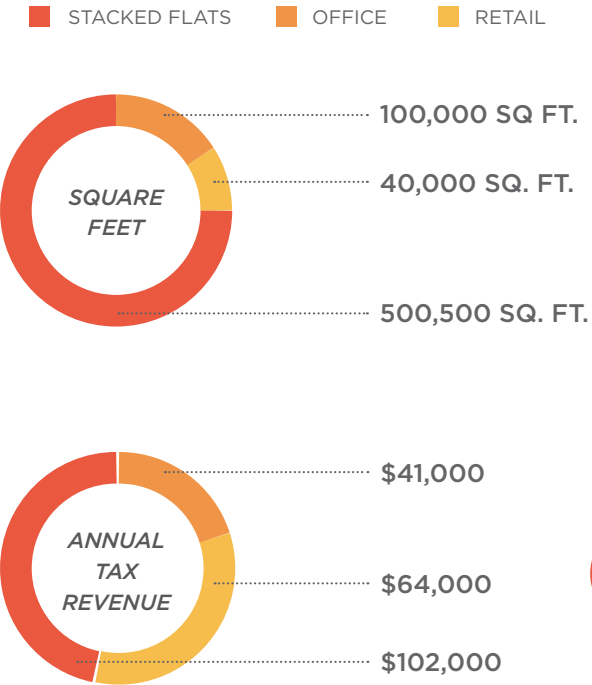 STACKED FLATS OFFICE RETAIL
100,000 SQ FT.
40,000 SQ. FT.
SQUARE
FEET
500,500 SQ. FT.
$41,000
ANNUAL
TAX
REVENUE
$64,000
$102,000